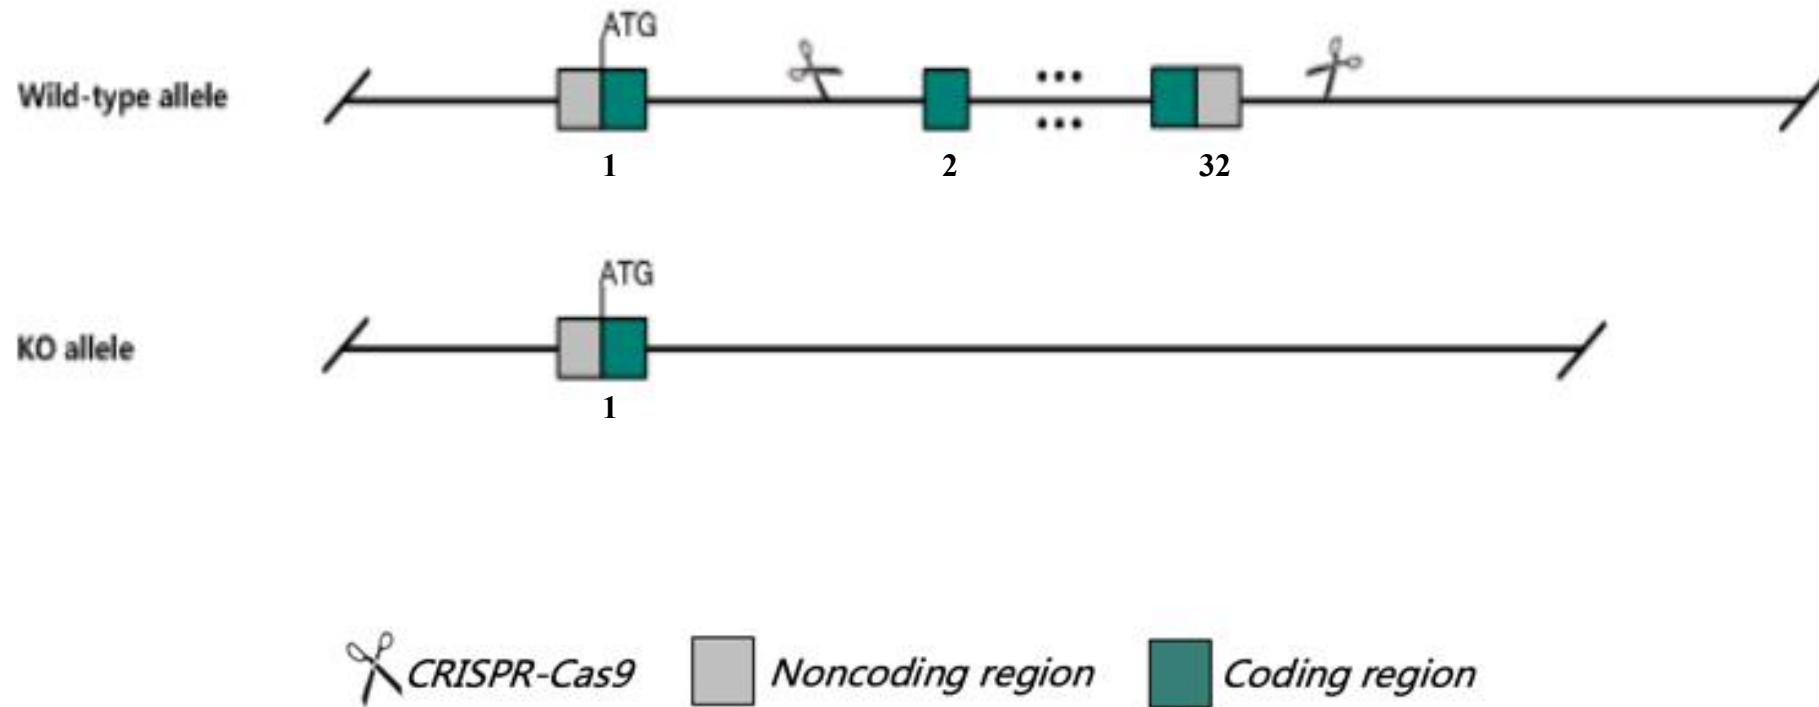 ATG
Wild-type allele
1 2 32
ATG
KO allele
1
CRISPR-Cas9 Noncoding region Coding region